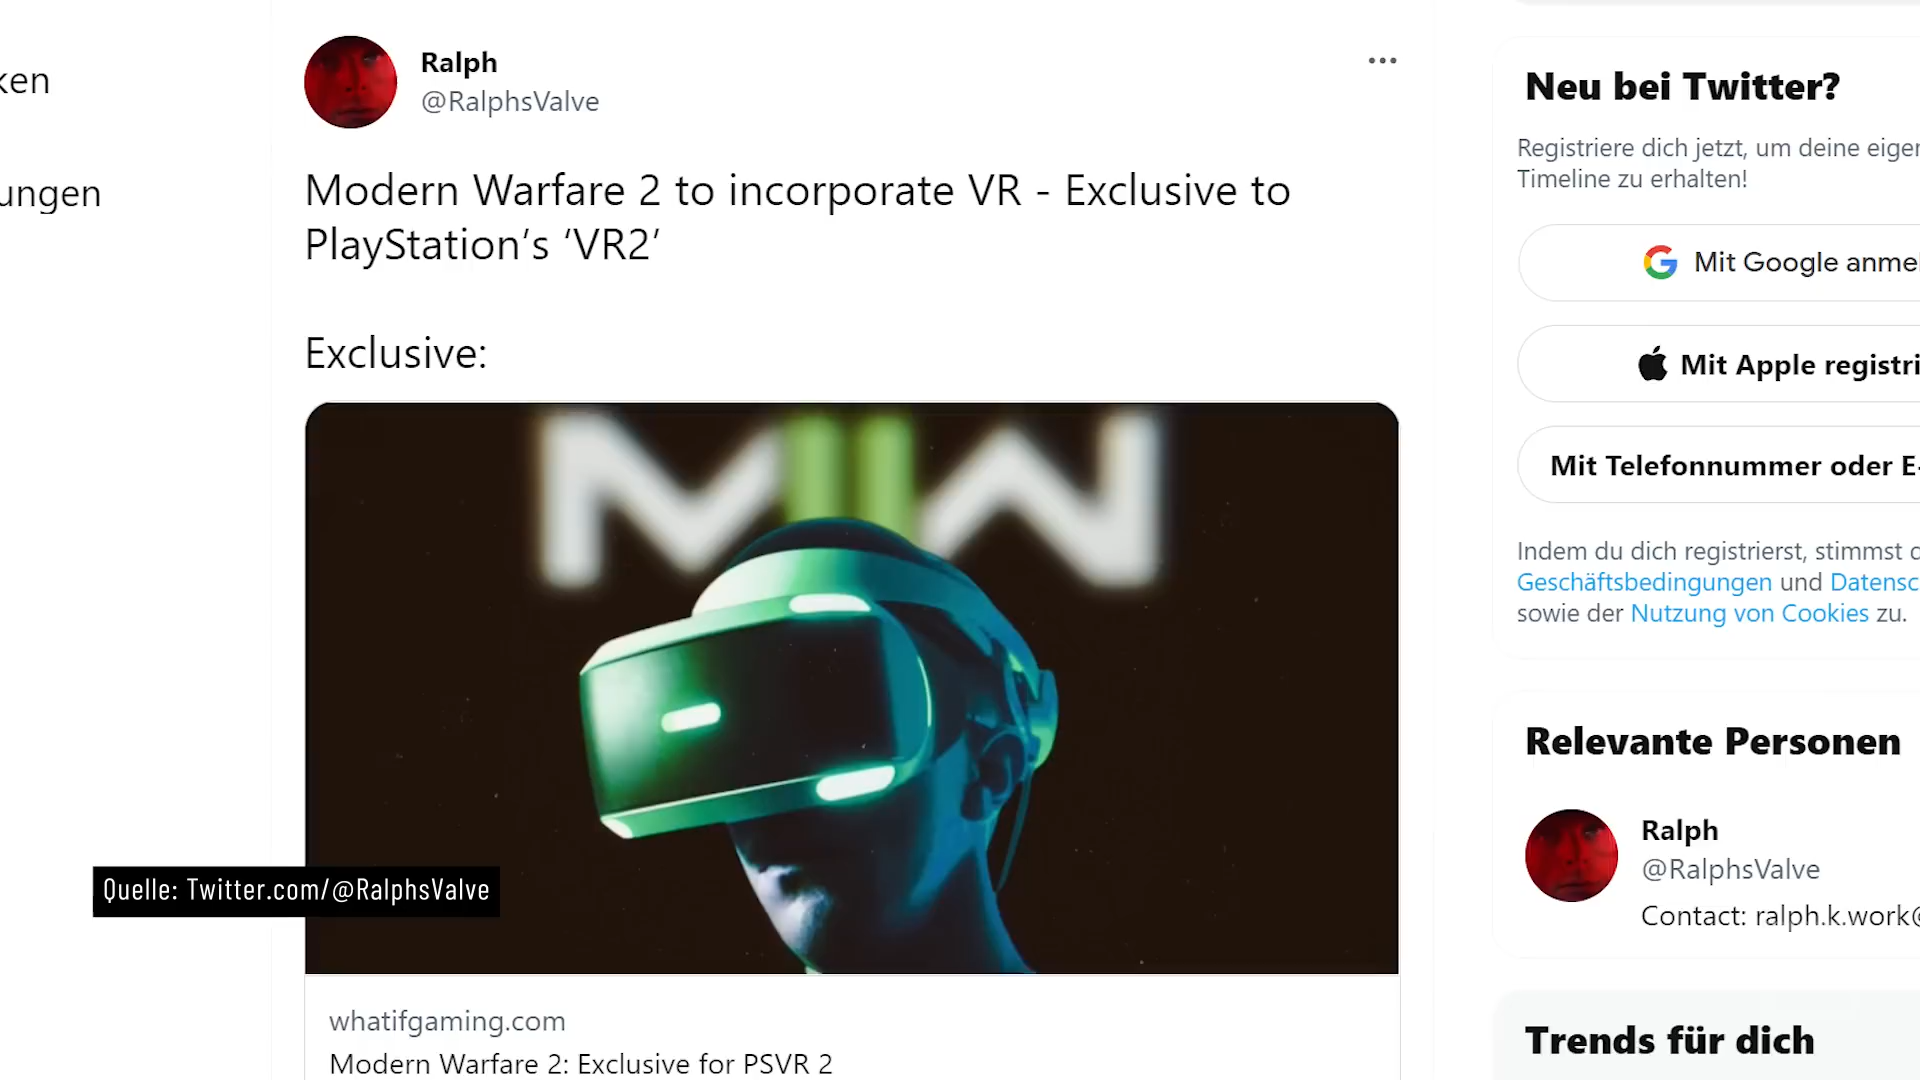 ken
ungen
Ralph
@RalphsValve
Modern Warfare 2 to incorporate VR - Exclusive to
PlayStation’s ‘VR2’
Exclusive:
MIIW
Quelle: Twitter.com/@RalphsValve
whatifgaming.com
Modern Warfare 2: Exclusive for PSVR 2
Neu bei Twitter?
Registriere dich jetzt, um deine eigen
Timeline zu erhalten!
Mit Google anmel
Mit Apple registri
Mit Telefonnummer oder E-
Indem du dich registrierst, stimmst d
Geschäftsbedingungen und Datensc
sowie der Nutzung von Cookies zu.
Relevante Personen
Ralph
@RalphsValve
Contact: ralph.k.work@
Trends für dich